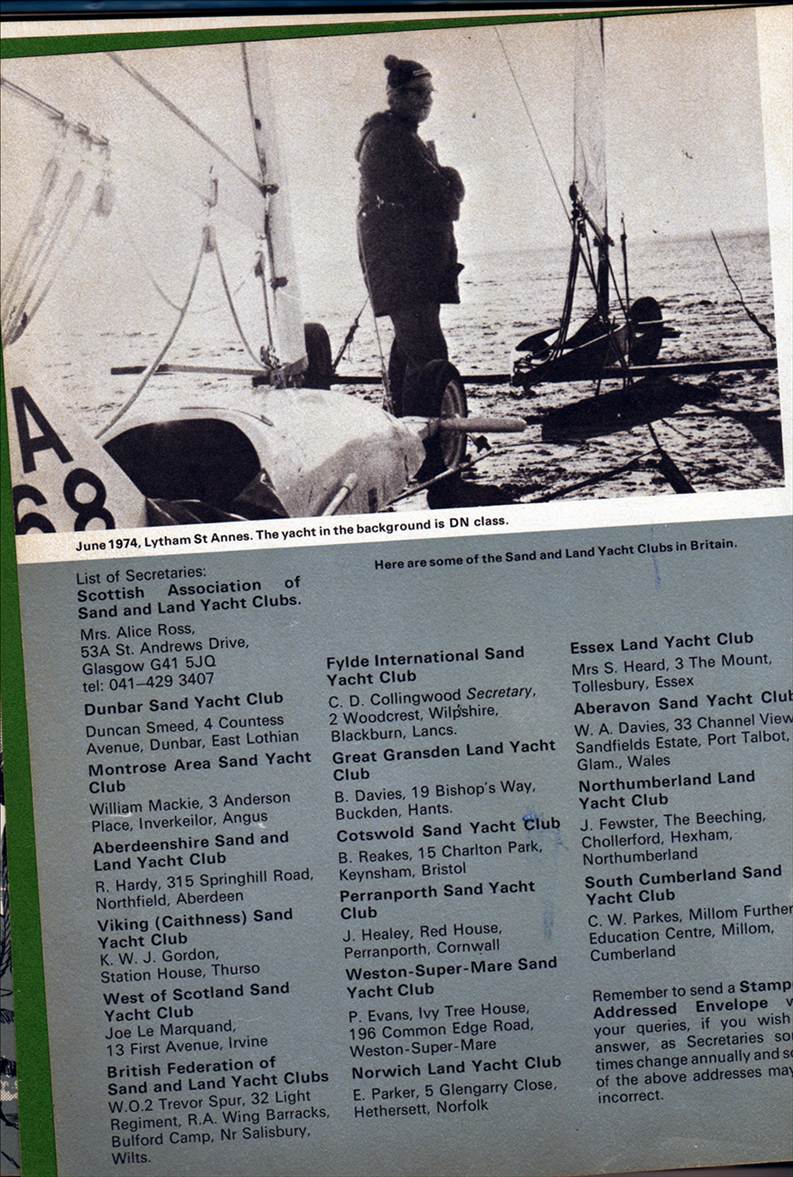 A
68
June 1974, Lytham St Annes. The yacht in the background is DN class.
Here are some of the Sand and Land Yacht Clubs in Britain.
List of Secretaries:
Scottish Association of
Sand and Land Yacht Clubs.
Mrs. Alice Ross,
53A St. Andrews Drive,
Glasgow G41 5JQ
tel: 041–429 3407
Dunbar Sand Yacht Club
Duncan Smeed, 4 Countess
Avenue, Dunbar, East Lothian
Montrose Area Sand Yacht
Club
William Mackie, 3 Anderson
Place, Inverkeilor, Angus
Aberdeenshire Sand and
Land Yacht Club
R. Hardy, 315 Springhill Road,
Northfield, Aberdeen
Viking (Caithness) Sand
Yacht Club
K. W. J. Gordon,
Station House, Thurso
West of Scotland Sand
Yacht Club
Joe Le Marquand,
13 First Avenue, Irvine
British Federation of
Sand and Land Yacht Clubs
W.O.2 Trevor Spur, 32 Light
Regiment, R.A. Wing Barracks,
Bulford Camp, Nr Salisbury,
Wilts.
Fylde International Sand
Yacht Club
C. D. Collingwood Secretary,
2 Woodcrest, Wilpshire,
Blackburn, Lancs.
Great Gransden Land Yacht
Club
B. Davies, 19 Bishop's Way,
Buckden, Hants.
Cotswold Sand Yacht Club
B. Reakes, 15 Charlton Park,
Keynsham, Bristol
Perranporth Sand Yacht
Club
J. Healey, Red House,
Perranporth, Cornwall
Weston-Super-Mare Sand
Yacht Club
P. Evans, Ivy Tree House,
196 Common Edge Road,
Weston-Super-Mare
Norwich Land Yacht Club
E. Parker, 5 Glengarry Close,
Hethersett, Norfolk
Essex Land Yacht Club
Mrs S. Heard, 3 The Mount,
Tollesbury, Essex
Aberavon Sand Yacht Club
W. A. Davies, 33 Channel View
Sandfields Estate, Port Talbot,
Glam., Wales
Northumberland Land
Yacht Club
J. Fewster, The Beeching,
Chollerford, Hexham,
Northumberland
South Cumberland Sand
Yacht Club
C. W. Parkes, Millom Further
Education Centre, Millom,
Cumberland
Remember to send a Stamp
Addressed Envelope
your queries, if you wish
answer, as Secretaries
times change annually and
of the above addresses may
incorrect.